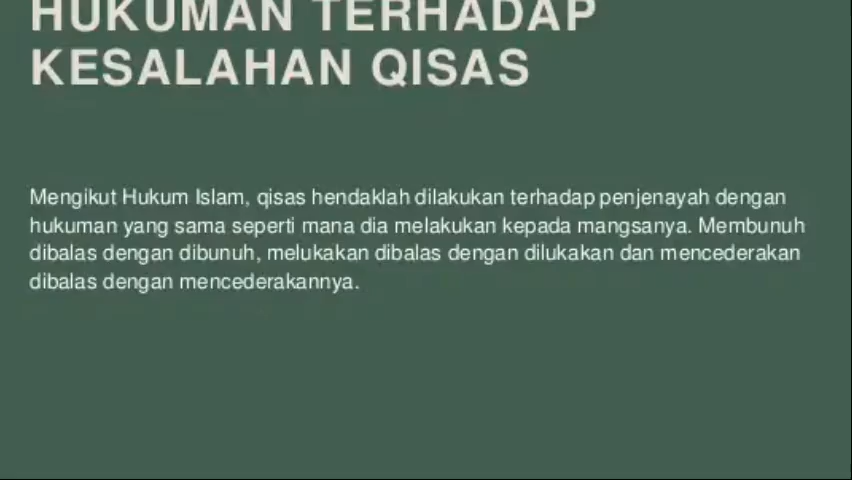 HUKUMAN TERHADAP
KESALAHAN QISAS
Mengikut Hukum Islam, qisas hendaklah dilakukan terhadap penjenayah dengan
hukuman yang sama seperti mana dia melakukan kepada mangsanya. Membunuh
dibalas dengan dibunuh, melukakan dibalas dengan dilukakan dan mencederakan
dibalas dengan mencederakannya.